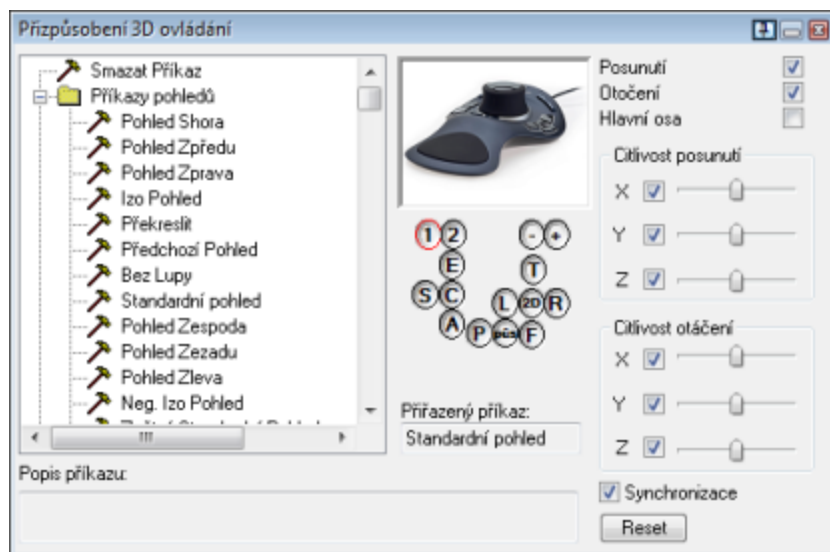 Přizpůsobení 3D ovládání
Smazat Příkaz
Příkazy pohledů
Pohled Shora
Pohled Zpředu
Pohled Zprava
Izo Pohled
Překreslit
Předchozí Pohled
Bez Lupy
Standardní pohled
Pohled Zespoda
Pohled Zezadu
Pohled Zleva
Neg. Izo Pohled
1 2 - +
E T
S C L 2D R
A P F
Přiřazený příkaz:
Standardní pohled
Posunutí
Otočení
Hlavní osa
Citlivost posunutí
X
Y
Z
Citlivost otáčení
X
Y
Z
Synchronizace
Reset
Popis příkazu: